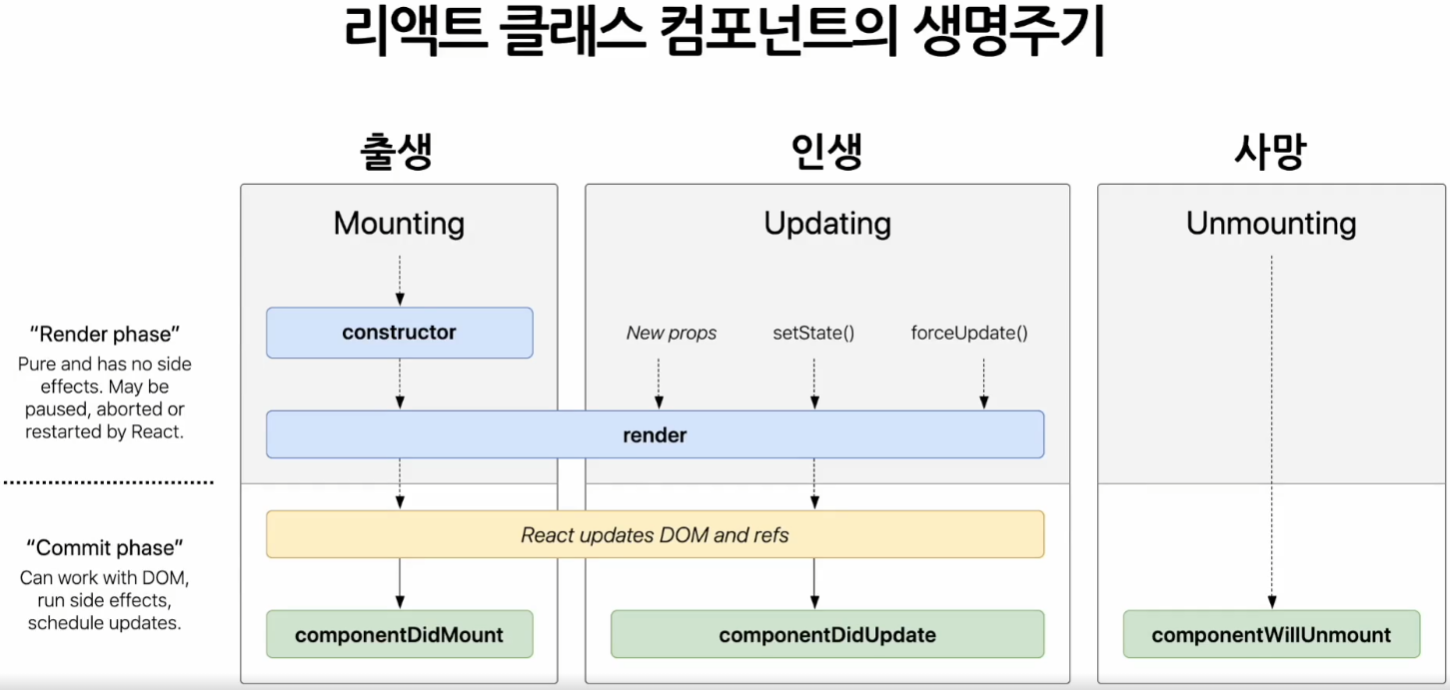 리액트 클래스 컴포넌트의 생명주기
출생
인생
사망
Mounting
Updating
Unmounting
“Render phase”
Pure and has no side
effects. May be
paused, aborted or
restarted by React.
constructor
New props
setState()
forceUpdate()
render
“Commit phase”
Can work with DOM,
run side effects,
schedule updates.
React updates DOM and refs
componentDidMount
componentDidUpdate
componentWillUnmount